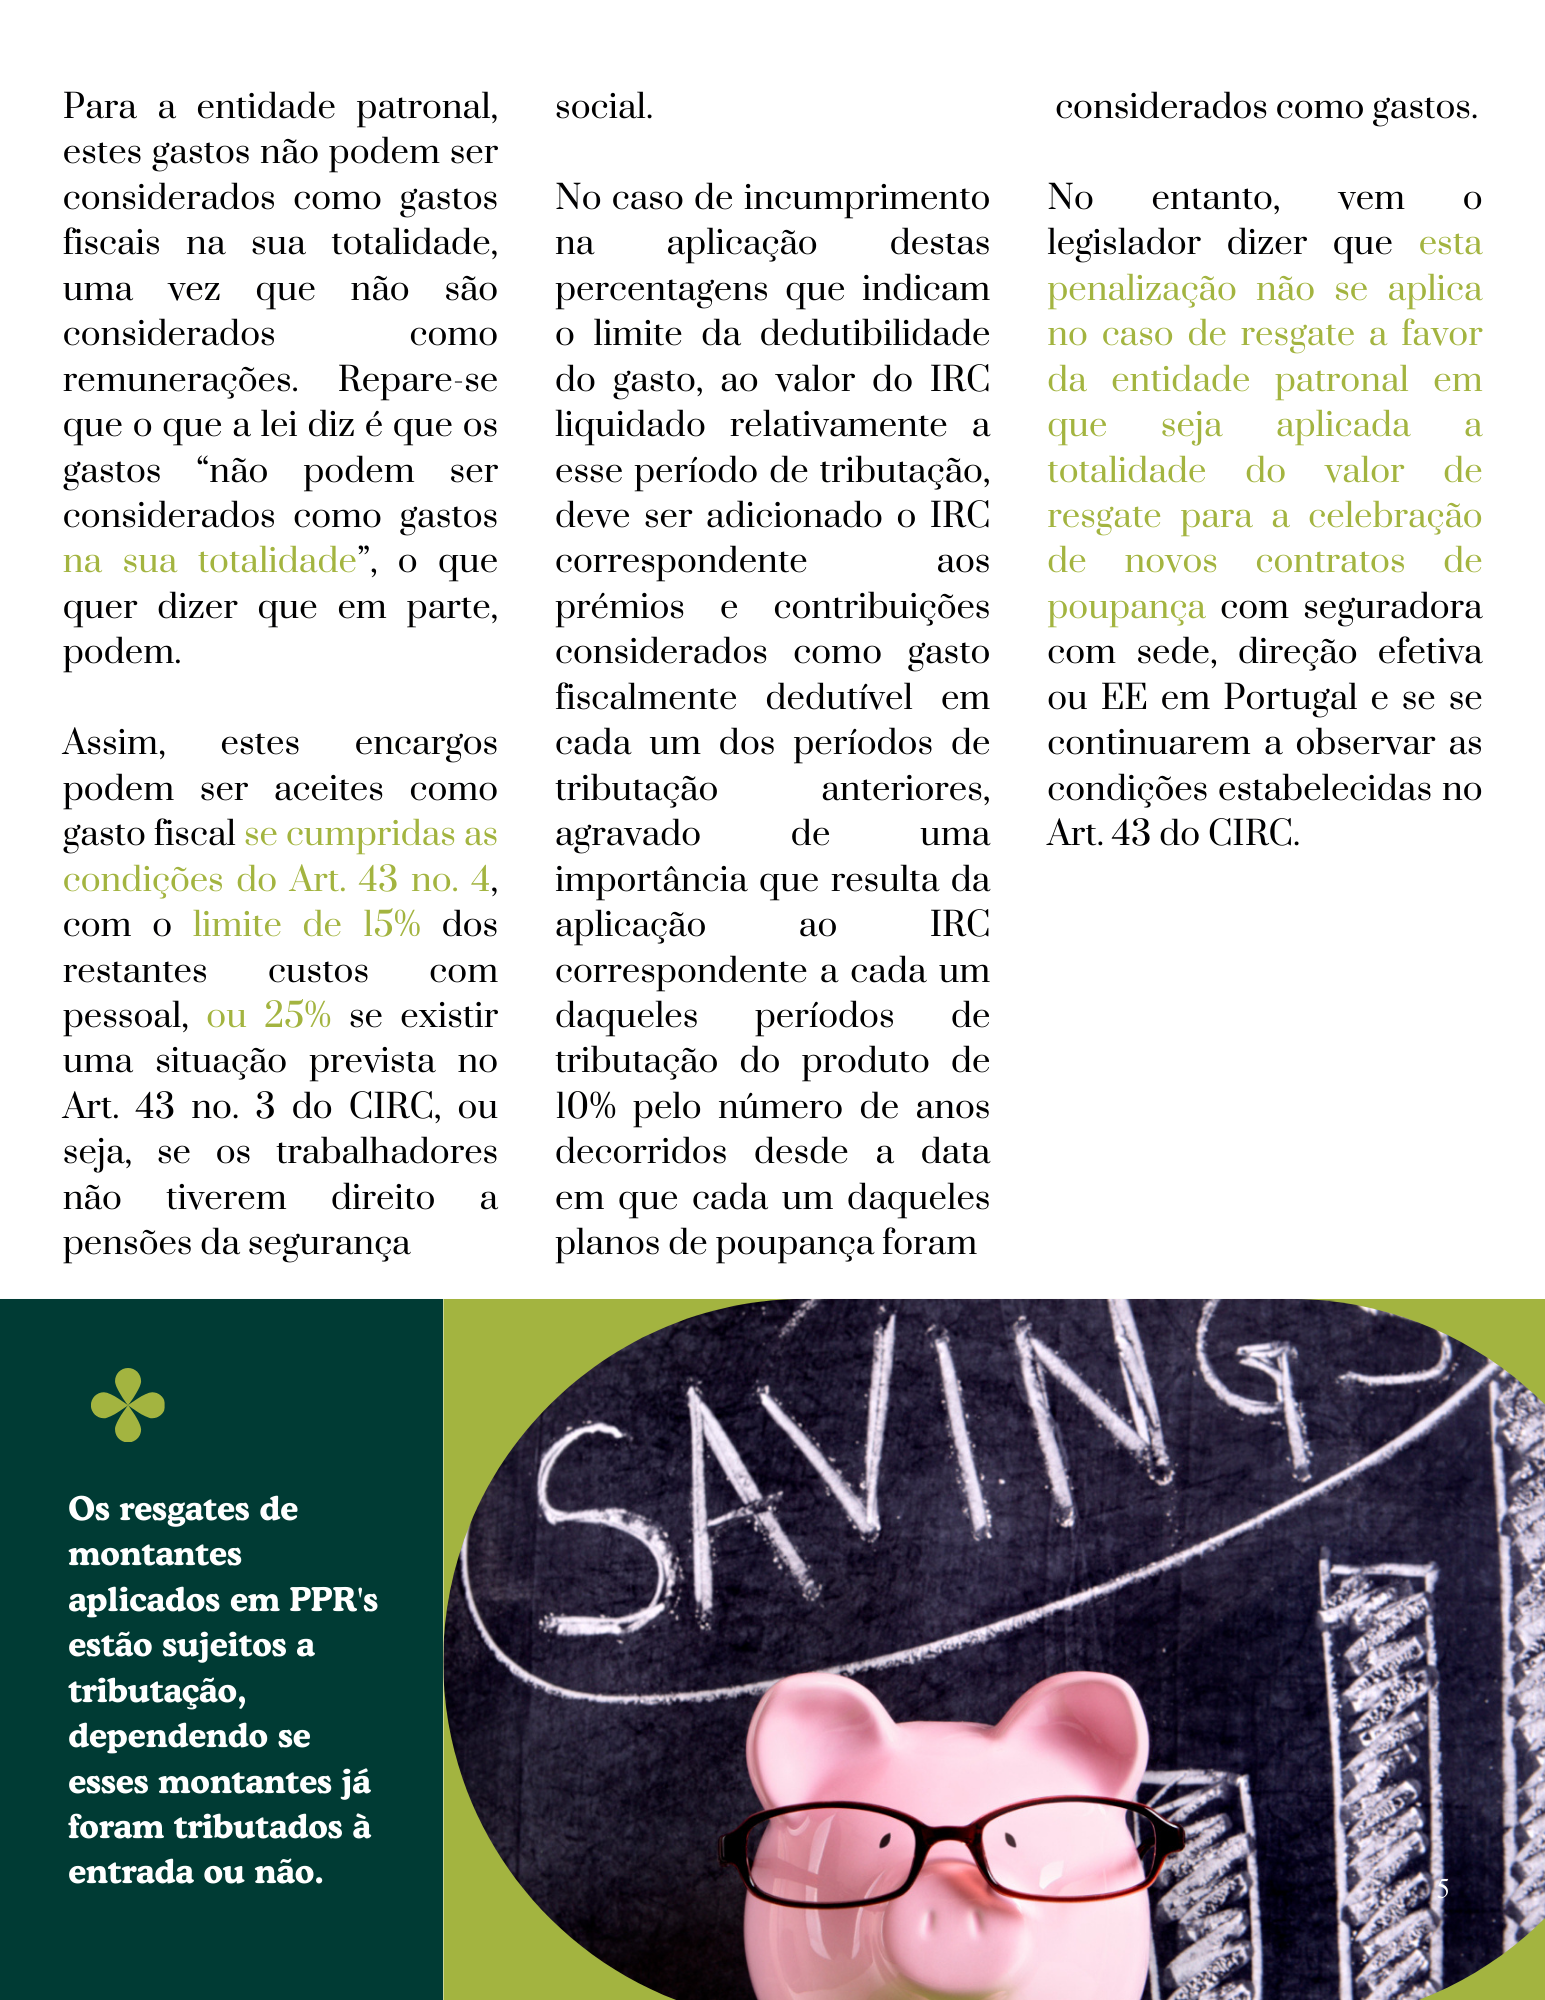 Para a entidade patronal,
estes gastos não podem ser
considerados como gastos
fiscais na sua totalidade,
uma vez que não são
considerados como
remunerações. Repare-se
que o que a lei diz é que os
gastos “não podem ser
considerados como gastos
na sua totalidade”, o que
quer dizer que em parte,
podem.
Assim, estes encargos
podem ser aceites como
gasto fiscal se cumpridas as
condições do Art. 43 no. 4,
com o limite de 15% dos
restantes custos com
pessoal, ou 25% se existir
uma situação prevista no
Art. 43 no. 3 do CIRC, ou
seja, se os trabalhadores
não tiverem direito a
pensões da segurança
social.
No caso de incumprimento
na aplicação destas
percentagens que indicam
o limite da dedutibilidade
do gasto, ao valor do IRC
liquidado relativamente a
esse período de tributação,
deve ser adicionado o IRC
correspondente aos
prémios e contribuições
considerados como gasto
fiscalmente dedutível em
cada um dos períodos de
tributação anteriores,
agravado de uma
importância que resulta da
aplicação ao IRC
correspondente a cada um
daqueles períodos de
tributação do produto de
10% pelo número de anos
decorridos desde a data
em que cada um daqueles
planos de poupança foram
considerados como gastos.
No entanto, vem o
legislador dizer que esta
penalização não se aplica
no caso de resgate a favor
da entidade patronal em
que seja aplicada a
totalidade do valor de
resgate para a celebração
de novos contratos de
poupança com seguradora
com sede, direção efetiva
ou EE em Portugal e se se
continuarem a observar as
condições estabelecidas no
Art. 43 do CIRC.
Os resgates de
montantes
aplicados em PPR's
estão sujeitos a
tributação,
dependendo se
esses montantes já
foram tributados à
entrada ou não.
SAVINGS
5